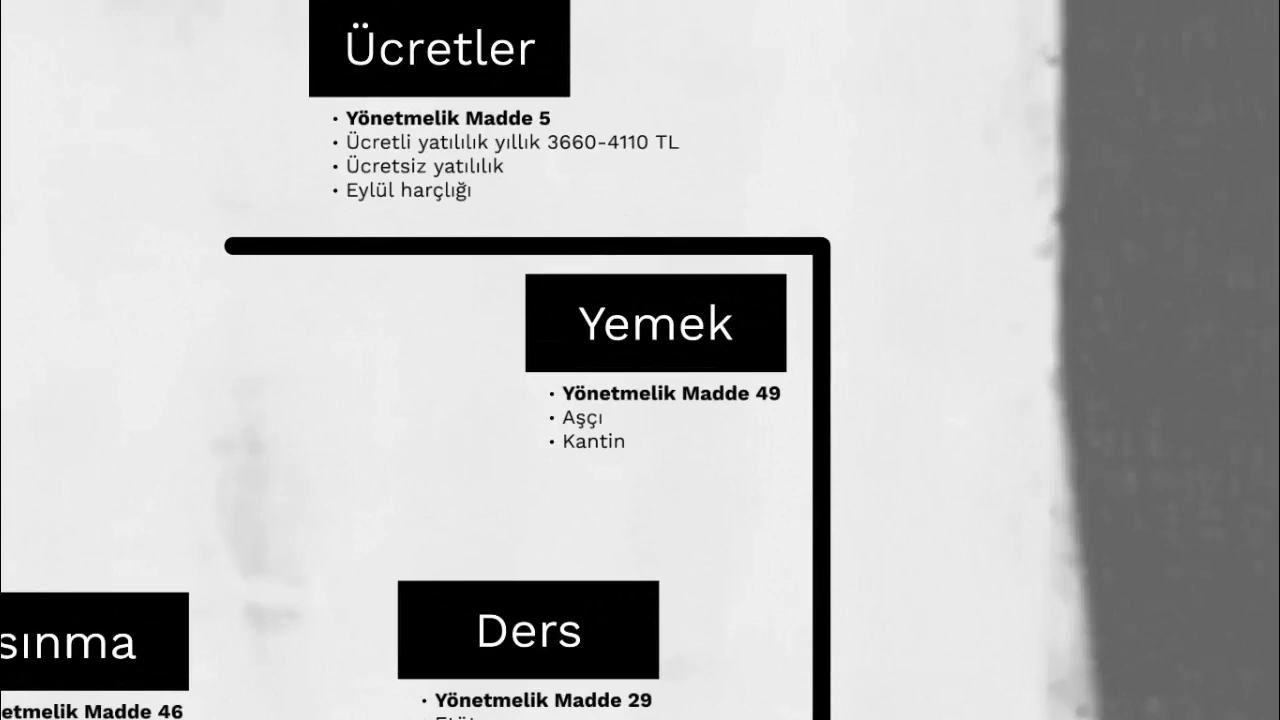 Ücretler
• Yönetmelik Madde 5
• Ücretli yatılılık yıllık 3660-4110 TL
• Ücretsiz yatılılık
• Eylül harçlığı
Yemek
• Yönetmelik Madde 49
• Aşçı
• Kantin
Ders
• Yönetmelik Madde 29
sınma
etmelik Madde 46